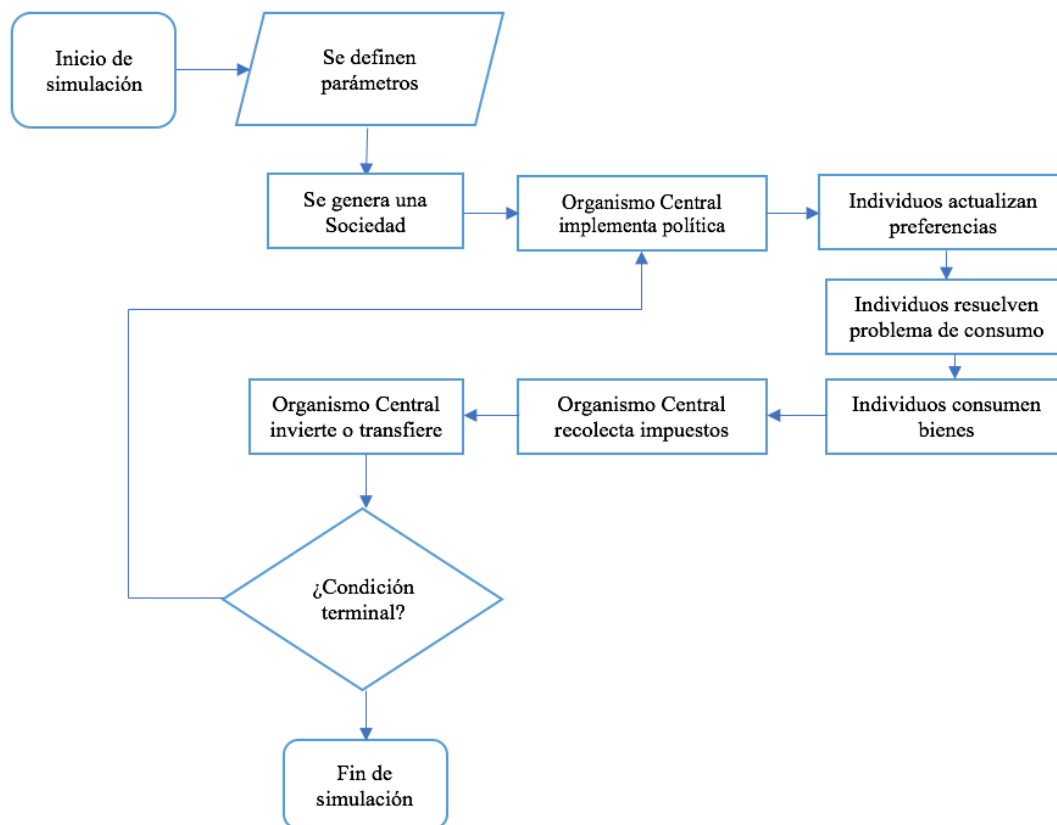 Inicio de
simulación
Se definen
parámetros
Se genera una
Sociedad
Organismo Central
implementa política
Individuos actualizan
preferencias
Individuos resuelven
problema de consumo
Individuos consumen
bienes
Organismo Central
recolecta impuestos
Organismo Central
invierte o transfiere
¿Condición
terminal?
Fin de
simulación